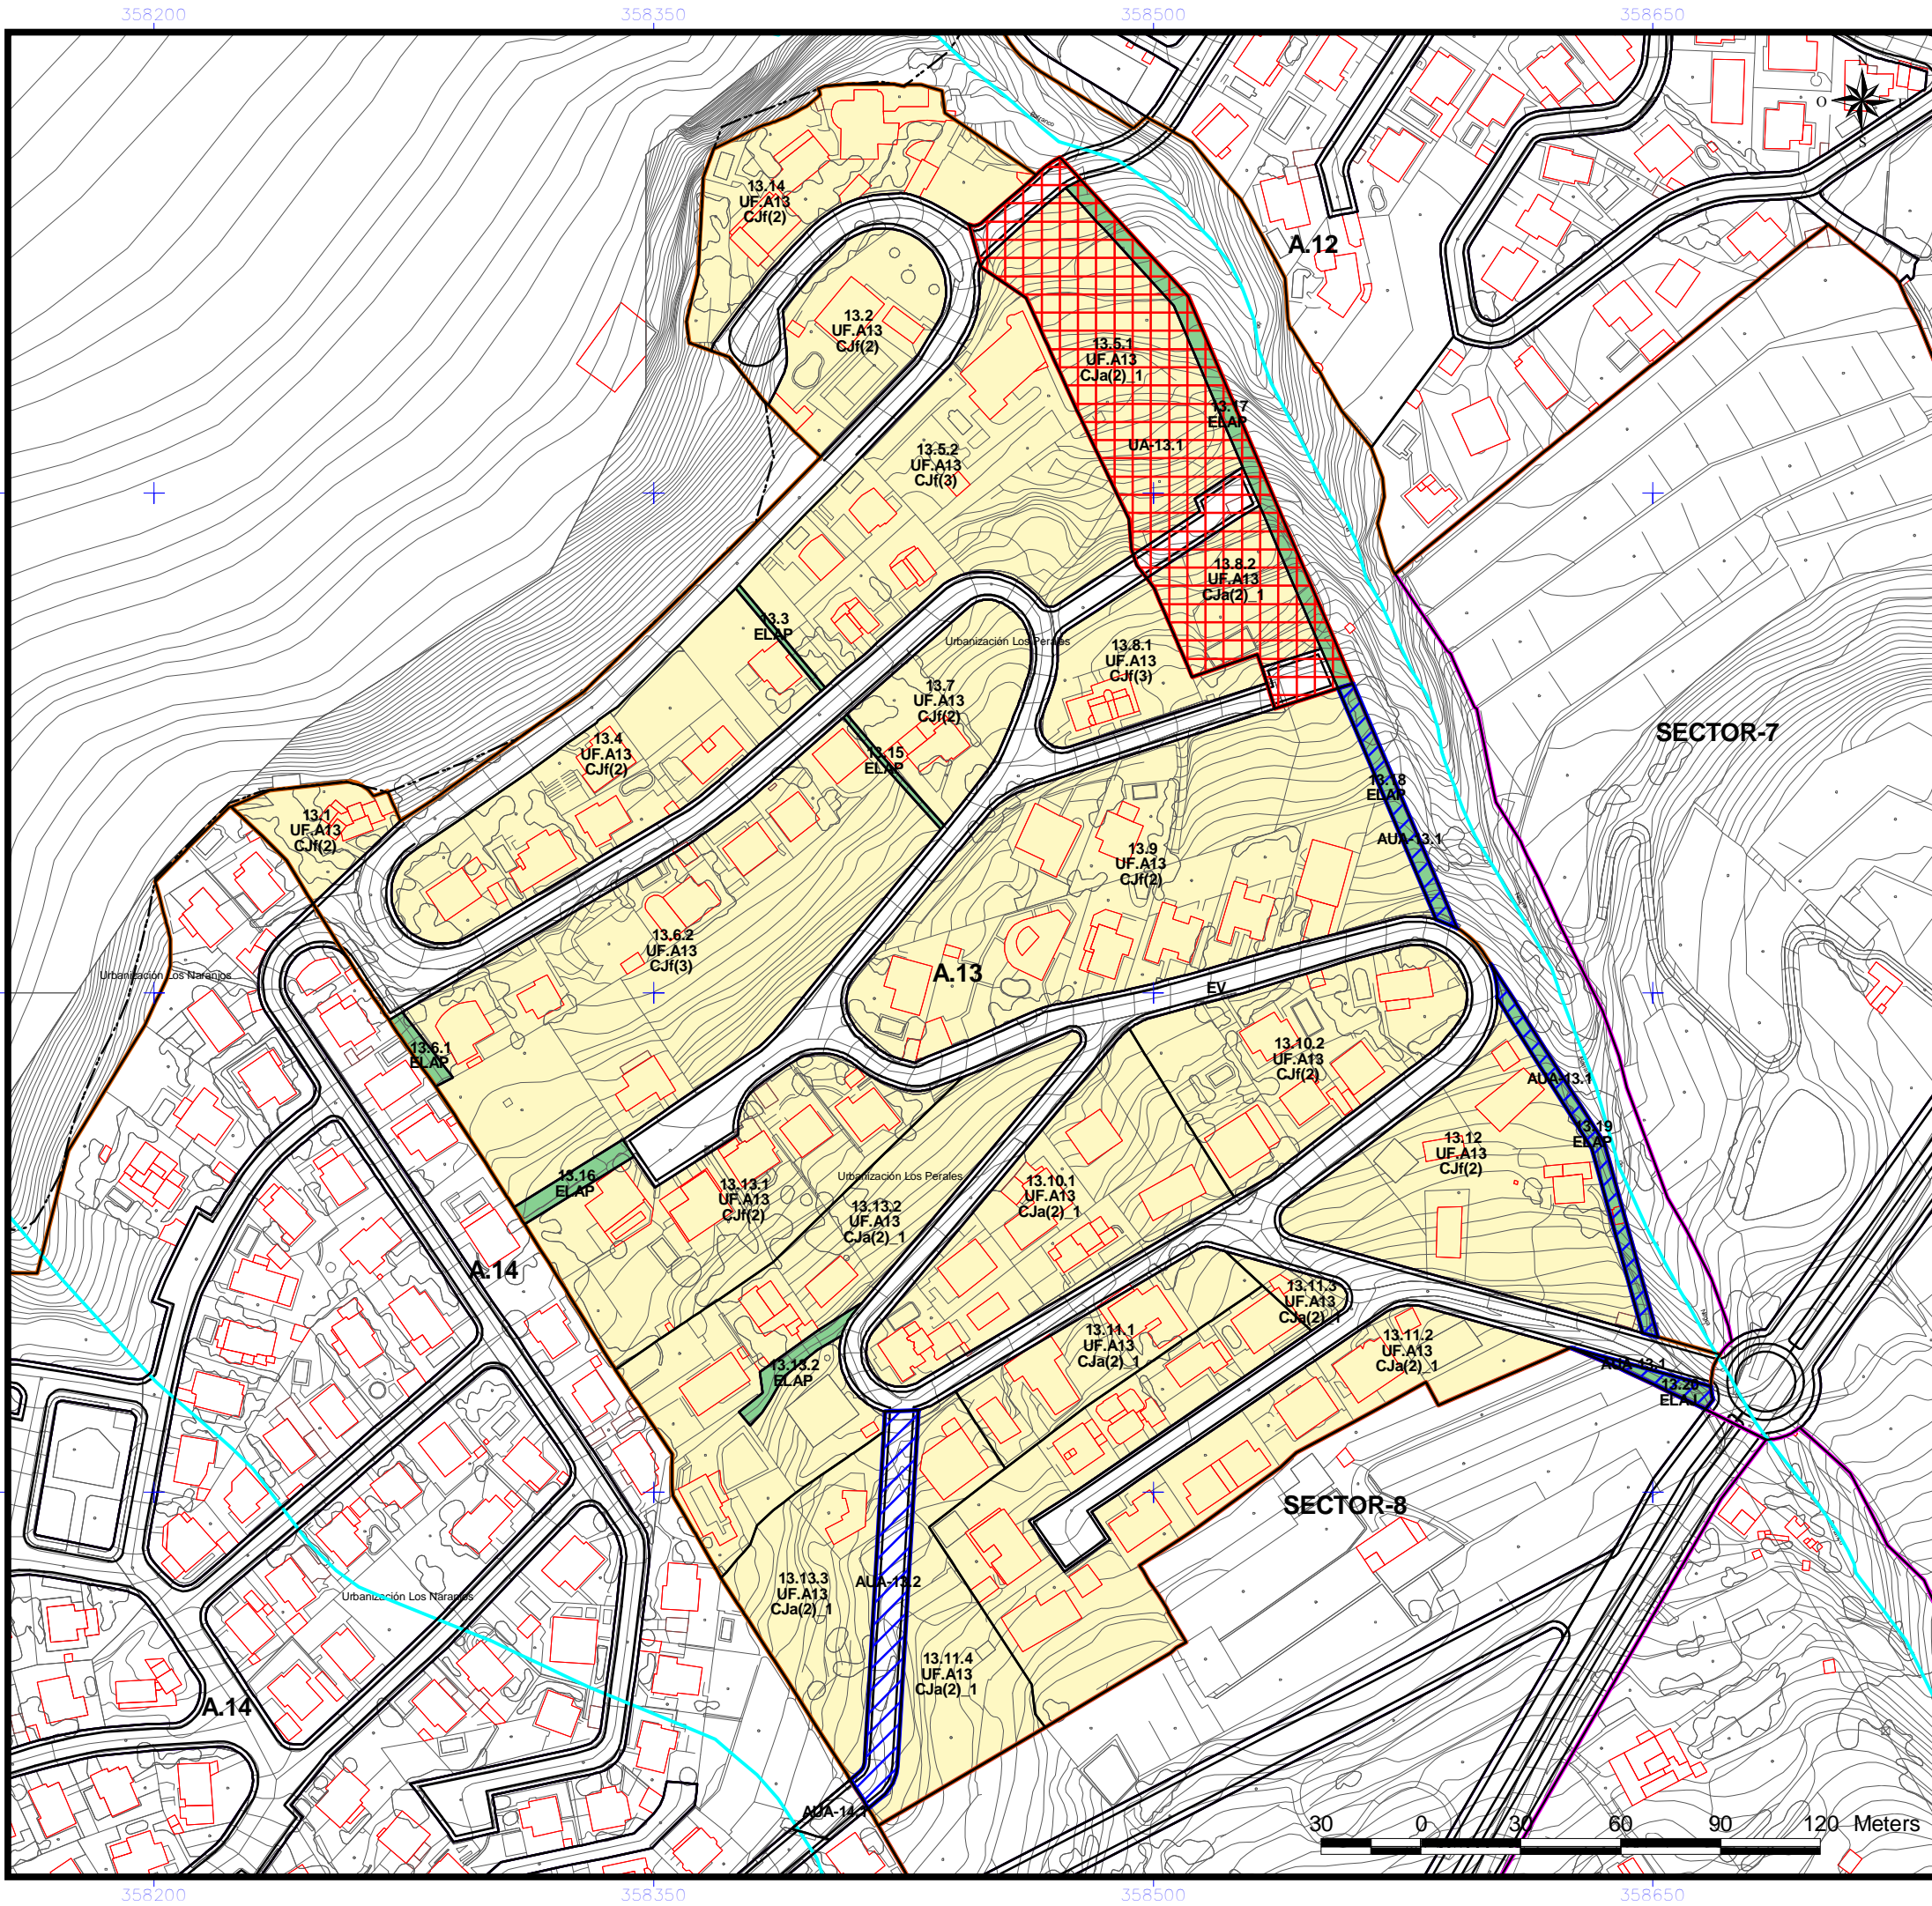 358200
358350
358500
358650
O
S
A.12
13.14
UF.A13
CJf(2)
13.2
UF.A13
CJf(2)
13.5.1
UF.A13
CJa(2)_1
13.17
ELAP
UA-13.1
13.5.2
UF.A13
CJf(3)
13.8.2
UF.A13
CJa(2)_1
13.3
ELAP
Urbanización Los Perales
13.8.1
UF.A13
CJf(3)
13.7
UF.A13
CJf(2)
SECTOR-7
13.4
UF.A13
CJf(2)
13.15
ELAP
13.18
ELAP
13.1
UF.A13
CJf(2)
AUA-13.1
13.9
UF.A13
CJf(2)
13.6.2
UF.A13
CJf(3)
Urbanización Los Naranjos
A.13
EV
13.6.1
ELAP
13.10.2
UF.A13
CJf(2)
AUA-13.1
13.19
ELAP
13.12
UF.A13
CJf(2)
13.16
ELAP
13.13.1
UF.A13
CJf(2)
Urbanización Los Perales
13.10.1
UF.A13
CJa(2)_1
13.13.2
UF.A13
CJa(2)_1
A.14
13.11.3
UF.A13
CJa(2)_1
13.11.1
UF.A13
CJa(2)_1
13.11.2
UF.A13
CJa(2)_1
13.13.2
ELAP
AUA-13.1
13.20
SECTOR-8
13.13.3
UF.A13
CJa(2)_1
AUA-13.2
Urbanización Los Naranjos
13.11.4
UF.A13
CJa(2)_1
A.14
AUA-14.1
30 0 30 60 90 120 Meters
358200
358350
358500
358650